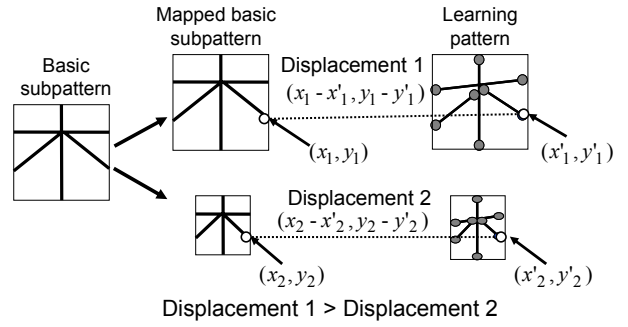 Mapped basic
subpattern
Learning
pattern
Basic
subpattern
Displacement 1
(x₁ - x'₁, y₁ - y'₁)
(x₁, y₁)
(x'₁, y'₁)
Displacement 2
(x₂ - x'₂, y₂ - y'₂)
(x₂, y₂)
(x'₂, y'₂)
Displacement 1 > Displacement 2